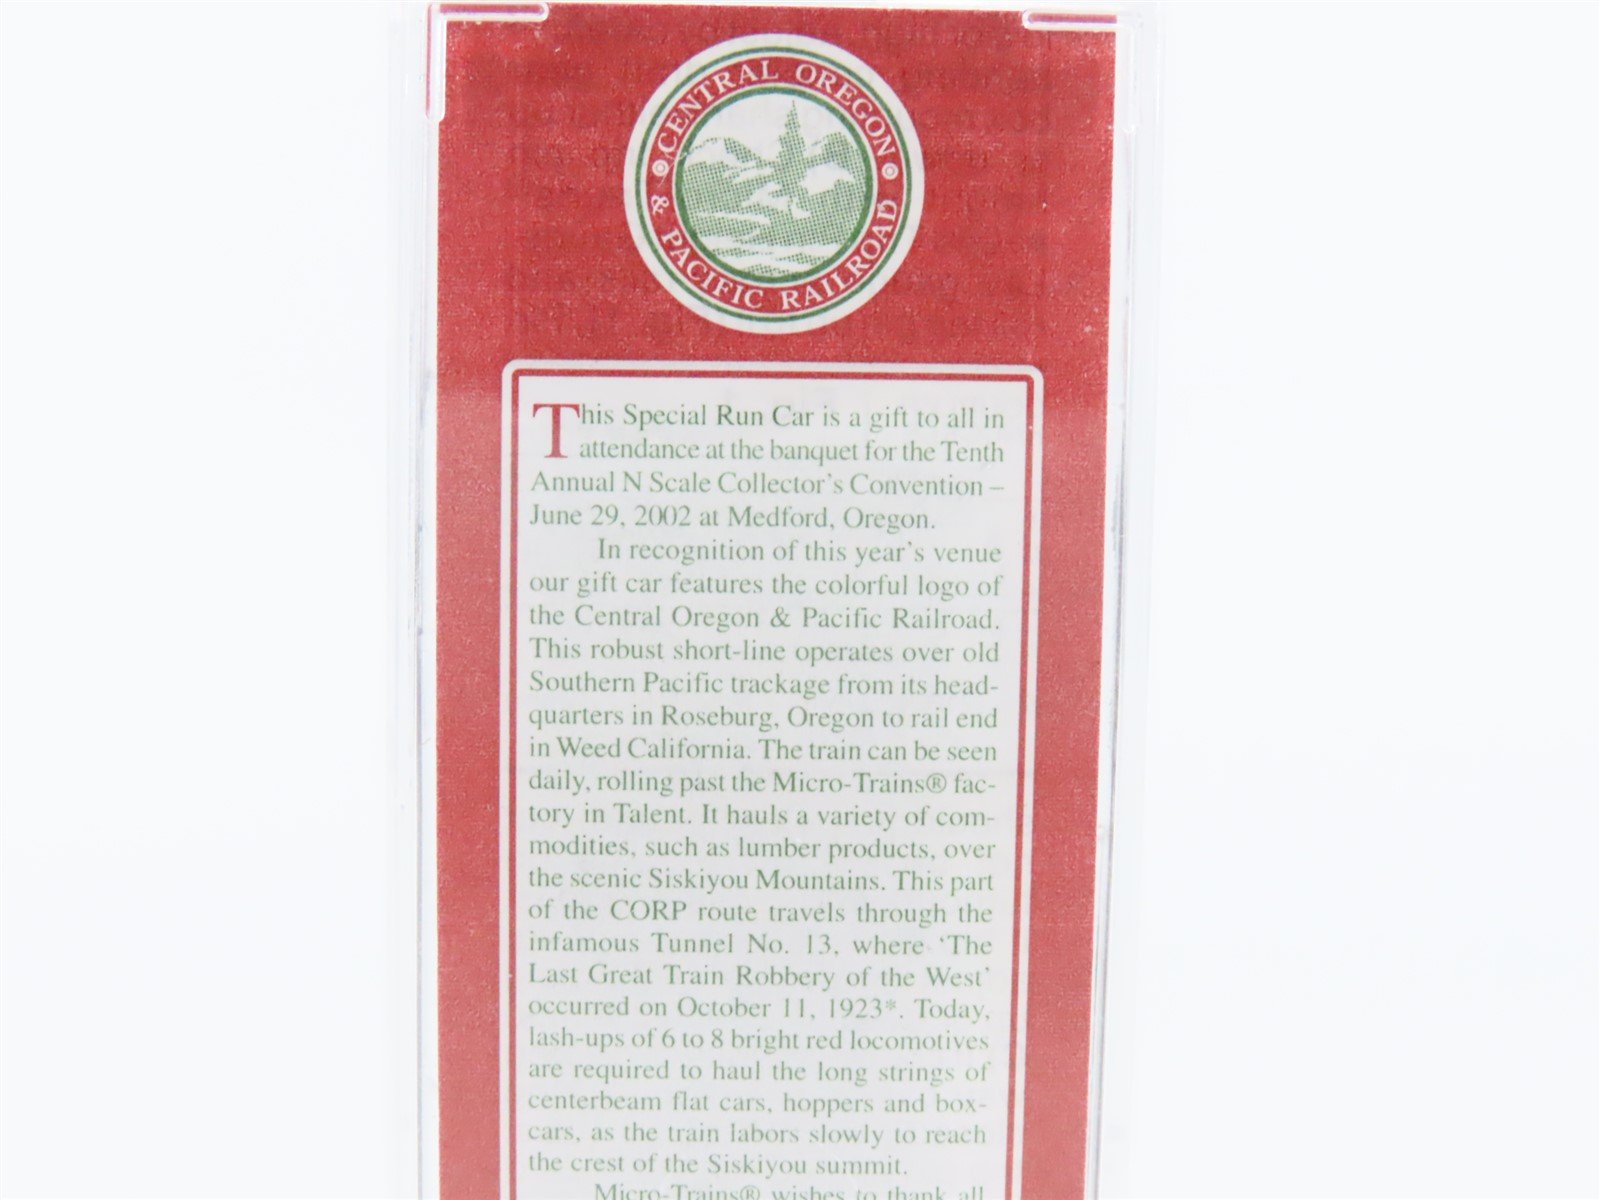 CENTRAL OREGON
& PACIFIC RAILROAD
This Special Run Car is a gift to all in
attendance at the banquet for the Tenth
Annual N Scale Collector's Convention –
June 29, 2002 at Medford, Oregon.
In recognition of this year's venue
our gift car features the colorful logo of
the Central Oregon & Pacific Railroad.
This robust short-line operates over old
Southern Pacific trackage from its head-
quarters in Roseburg, Oregon to rail end
in Weed California. The train can be seen
daily, rolling past the Micro-Trains® fac-
tory in Talent. It hauls a variety of com-
modities, such as lumber products, over
the scenic Siskiyou Mountains. This part
of the CORP route travels through the
infamous Tunnel No. 13, where 'The
Last Great Train Robbery of the West'
occurred on October 11, 1923*. Today,
lash-ups of 6 to 8 bright red locomotives
are required to haul the long strings of
centerbeam flat cars, hoppers and box-
cars, as the train labors slowly to reach
the crest of the Siskiyou summit.
Micro-Trains® wishes to thank all